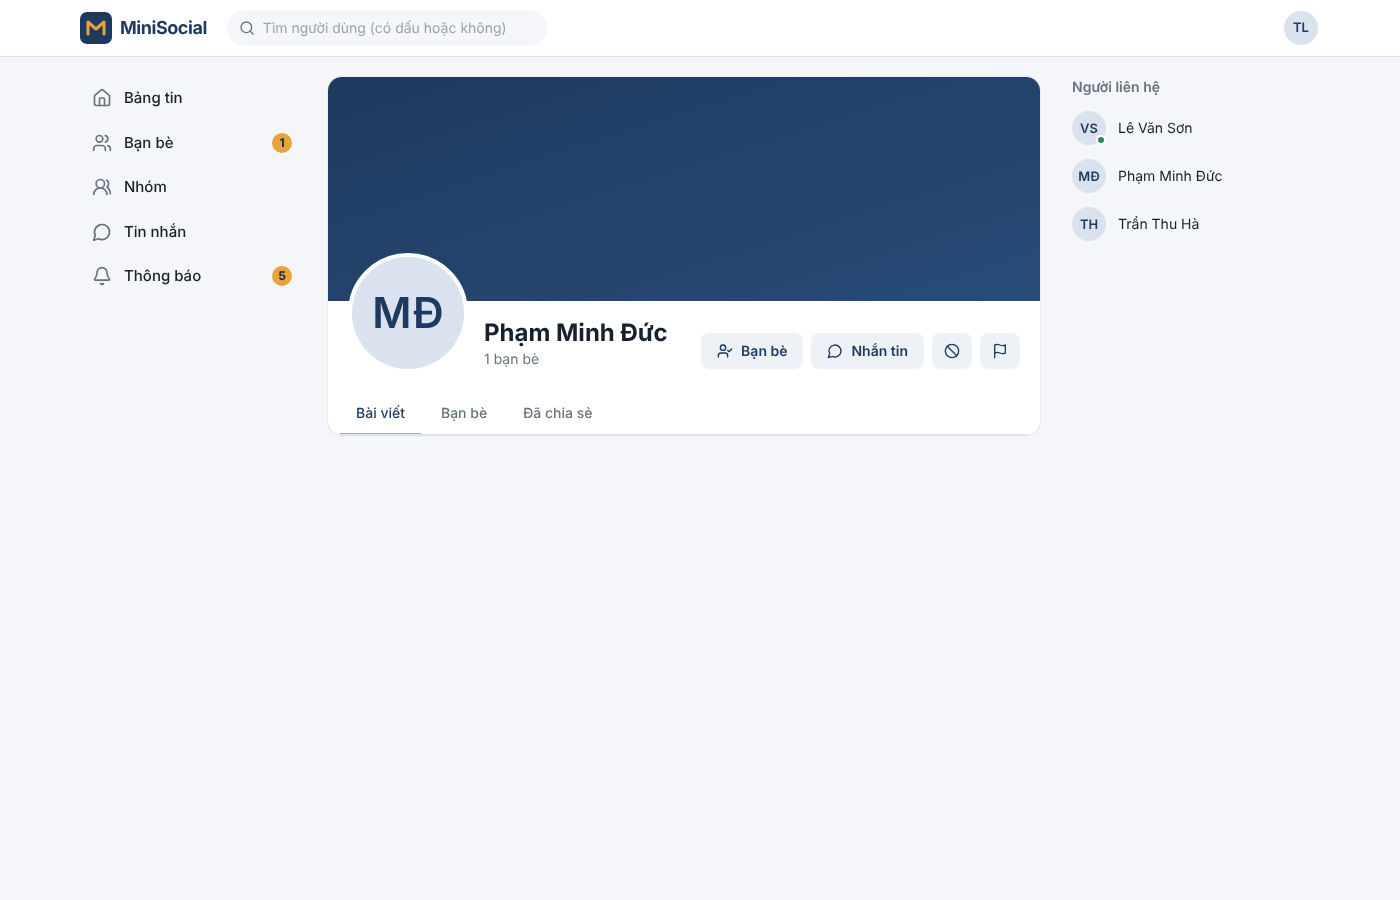 MiniSocial
Tìm người dùng (có dấu hoặc không)
TL
Bảng tin
Bạn bè
1
Nhóm
Tin nhắn
Thông báo
5
MĐ
Phạm Minh Đức
1 bạn bè
Bạn bè
Nhắn tin
Bài viết
Bạn bè
Đã chia sẻ
Người liên hệ
VS
Lê Văn Sơn
MĐ
Phạm Minh Đức
TH
Trần Thu Hà